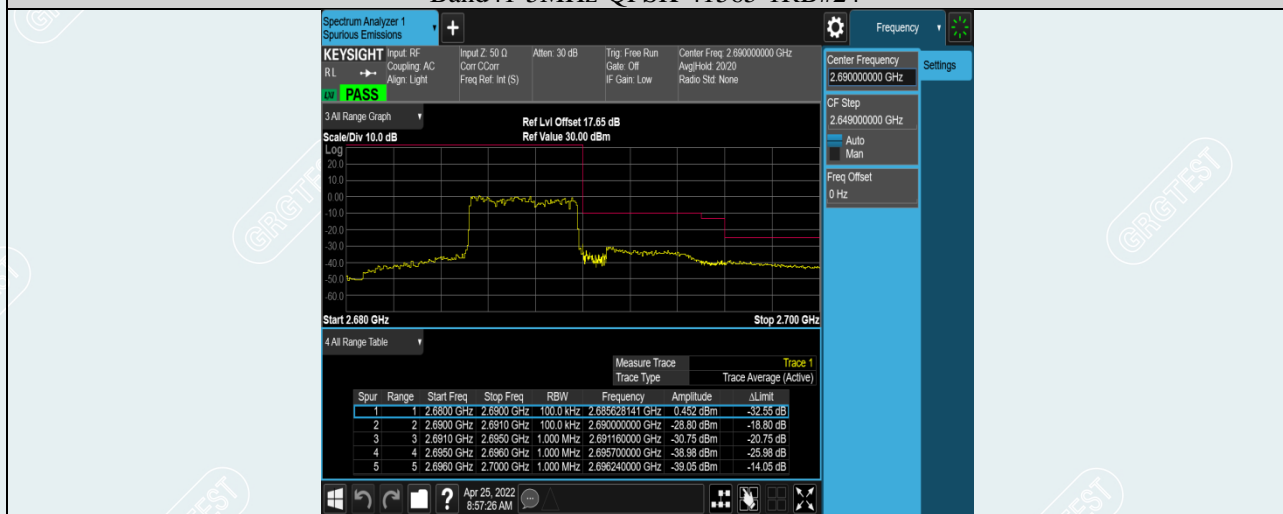 Band41-5MHz-QPSK-41565-1RB#24
Spectrum Analyzer 1
Spurious Emissions
+
Frequency
KEYSIGHT
RL
LXI
PASS
Input: RF
Coupling: AC
Align: Light
Input Z: 50 Ω
Corr CCorr
Freq Ref: Int (S)
Atten: 30 dB
Trig: Free Run
Gate: Off
IF Gain: Low
Center Freq: 2.690000000 GHz
Avg|Hold: 20/20
Radio Std: None
Center Frequency
2.690000000 GHz
Settings
CF Step
2.649000000 GHz
Auto
Man
Freq Offset
0 Hz
3 All Range Graph
Ref Lvl Offset 17.65 dB
Scale/Div 10.0 dB
Ref Value 30.00 dBm
Log
20.0
10.0
0.00
-10.0
-20.0
-30.0
-40.0
-50.0
-60.0
Start 2.680 GHz
Stop 2.700 GHz
4 All Range Table
Measure Trace Trace 1
Trace Type Trace Average (Active)
Spur Range Start Freq Stop Freq RBW Frequency Amplitude ΔLimit
1 1 2.6800 GHz 2.6900 GHz 100.0 kHz 2.685628141 GHz 0.452 dBm -32.55 dB
2 2 2.6900 GHz 2.6910 GHz 100.0 kHz 2.690000000 GHz -28.80 dBm -18.80 dB
3 3 2.6910 GHz 2.6950 GHz 1.000 MHz 2.691160000 GHz -30.75 dBm -20.75 dB
4 4 2.6950 GHz 2.6960 GHz 1.000 MHz 2.695700000 GHz -38.98 dBm -25.98 dB
5 5 2.6960 GHz 2.7000 GHz 1.000 MHz 2.696240000 GHz -39.05 dBm -14.05 dB
?
Apr 25, 2022
8:57:26 AM
GRGTEST
GRGTEST
GRGTEST
GRGTEST